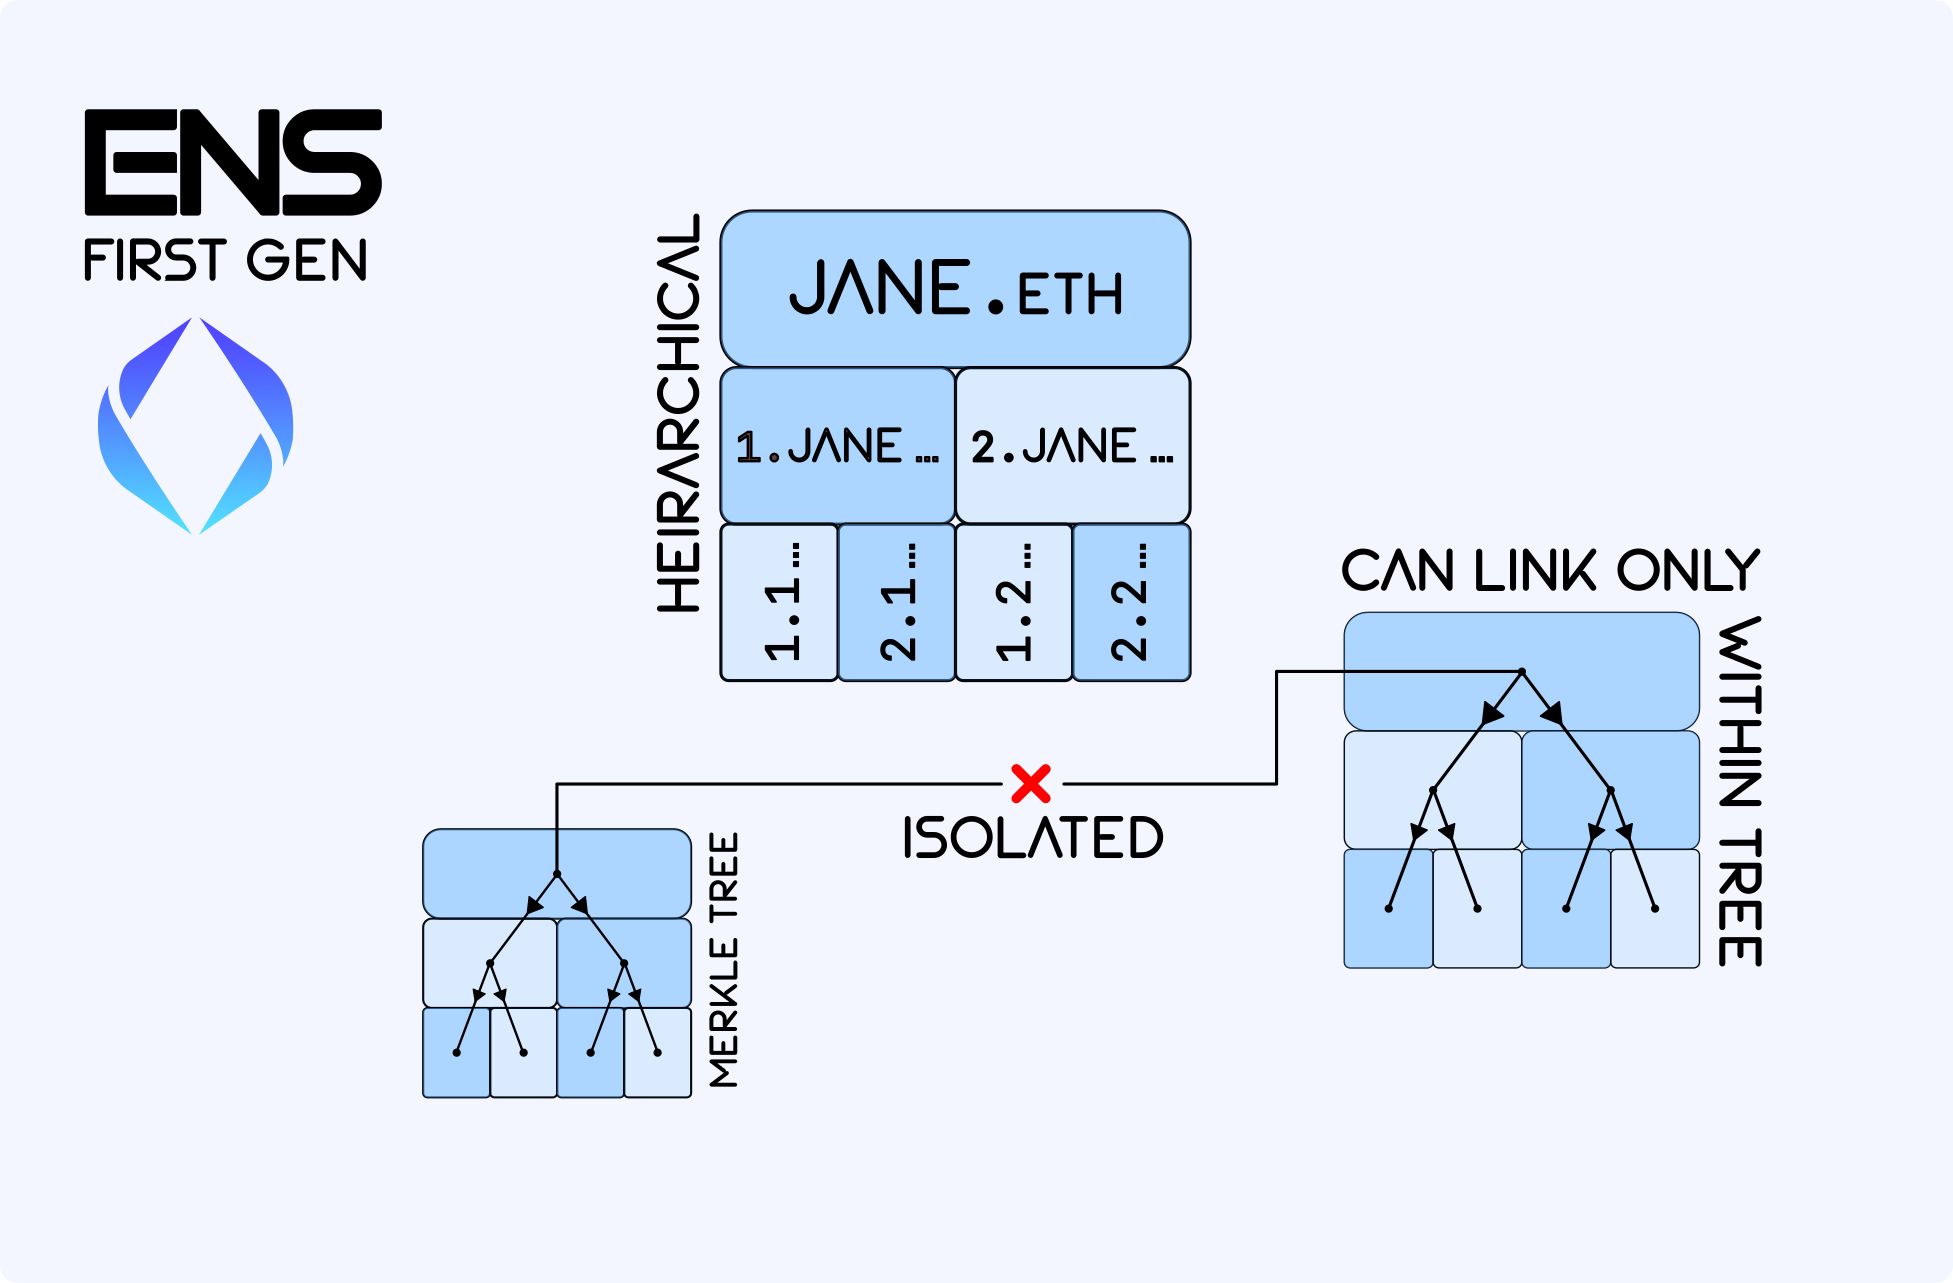 ENS
FIRST GEN
HEIRARCHICAL
JANE.ETH
1.JANE...
2.JANE...
1.1...
2.1...
1.2...
2.2...
CAN LINK ONLY
WITHIN TREE
ISOLATED
MERKLE TREE